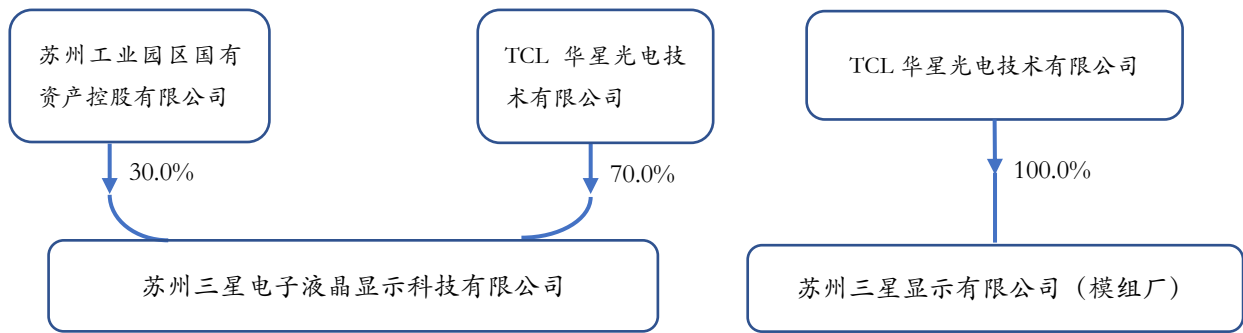 苏州工业园区国有
资产控股有限公司
TCL 华星光电技
术有限公司
TCL 华星光电技术有限公司
30.0%
70.0%
100.0%
苏州三星电子液晶显示科技有限公司
苏州三星显示有限公司（模组厂）